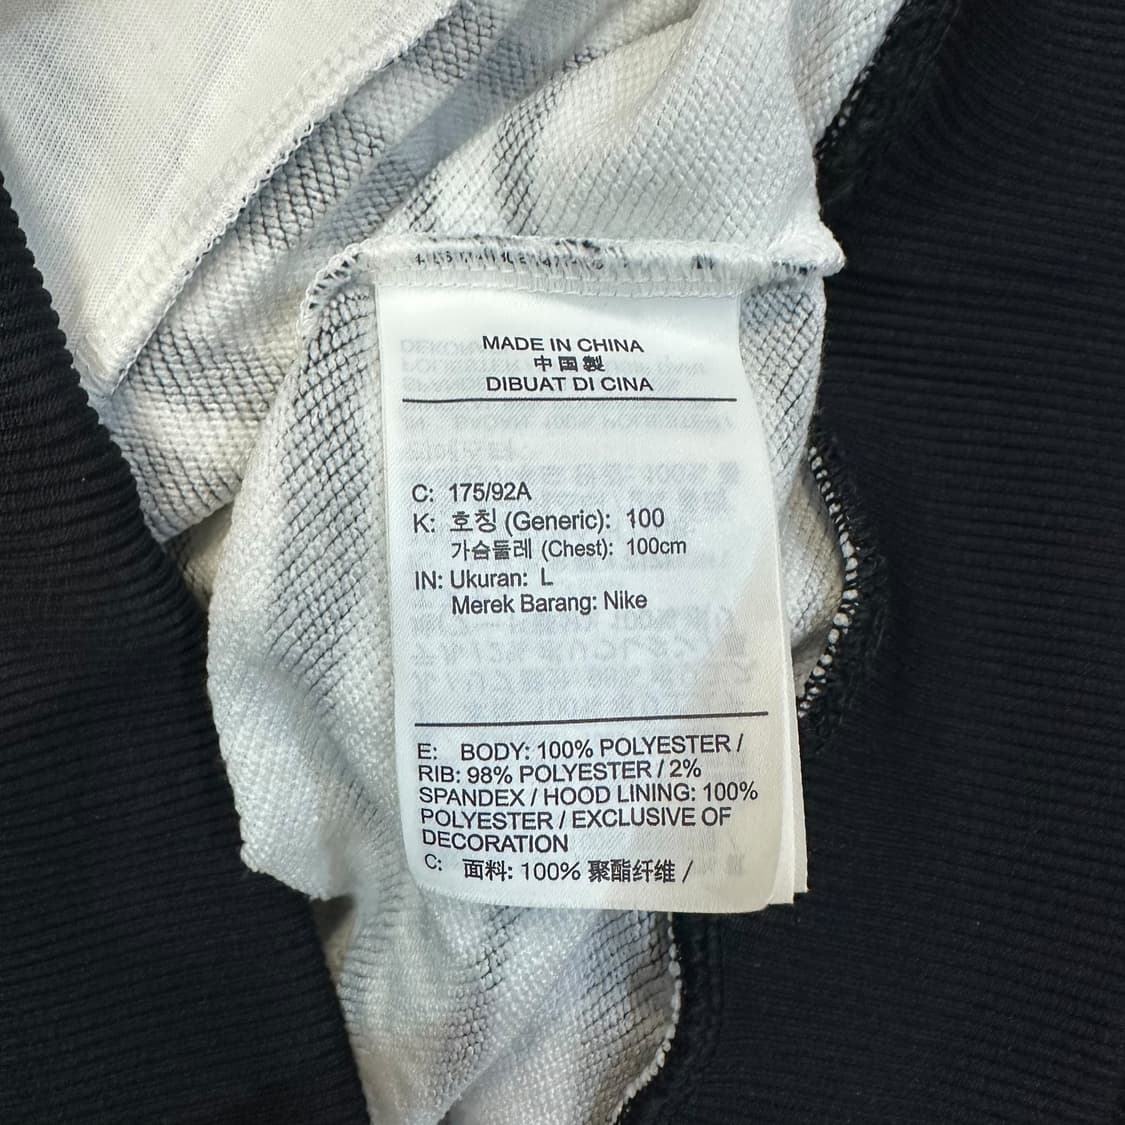 MADE IN CHINA
中国製
DIBUAT DI CINA
C: 175/92A
K: 호칭 (Generic): 100
가슴둘레 (Chest): 100cm
IN: Ukuran: L
Merek Barang: Nike
E: BODY: 100% POLYESTER /
RIB: 98% POLYESTER / 2%
SPANDEX / HOOD LINING: 100%
POLYESTER / EXCLUSIVE OF
DECORATION
C: 面料: 100% 聚酯纤维 /